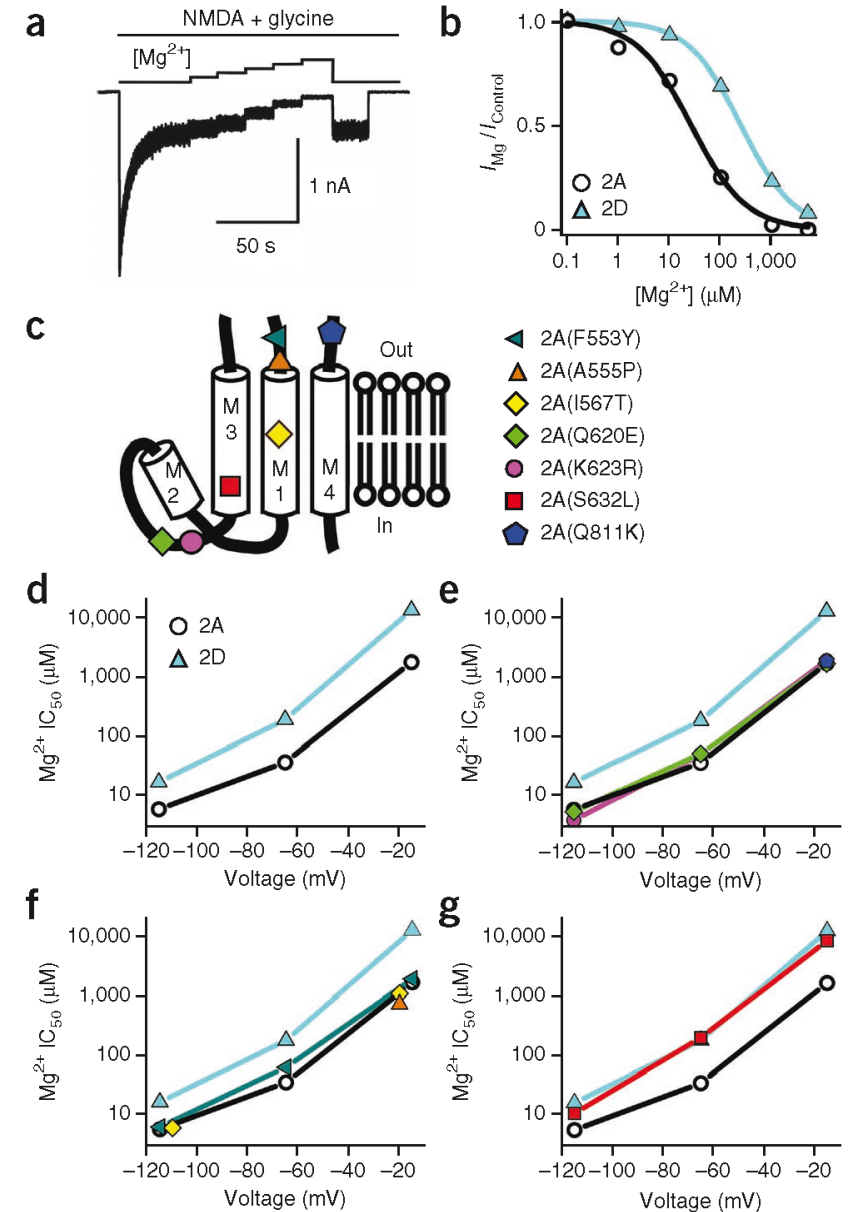 a
NMDA + glycine
[Mg2+]
1 nA
50 s
b
1.0
0.5
0
IMg / IControl
2A
2D
0.1 1 10 100 1,000
[Mg2+] (μM)
c
Out
M 3
M 1
M 4
M 2
In
2A(F553Y)
2A(A555P)
2A(I567T)
2A(Q620E)
2A(K623R)
2A(S632L)
2A(Q811K)
d
10,000
1,000
100
10
Mg2+ IC50 (μM)
2A
2D
–120 –100 –80 –60 –40 –20
Voltage (mV)
e
10,000
1,000
100
10
Mg2+ IC50 (μM)
–120 –100 –80 –60 –40 –20
Voltage (mV)
f
10,000
1,000
100
10
Mg2+ IC50 (μM)
–120 –100 –80 –60 –40 –20
Voltage (mV)
g
10,000
1,000
100
10
Mg2+ IC50 (μM)
–120 –100 –80 –60 –40 –20
Voltage (mV)